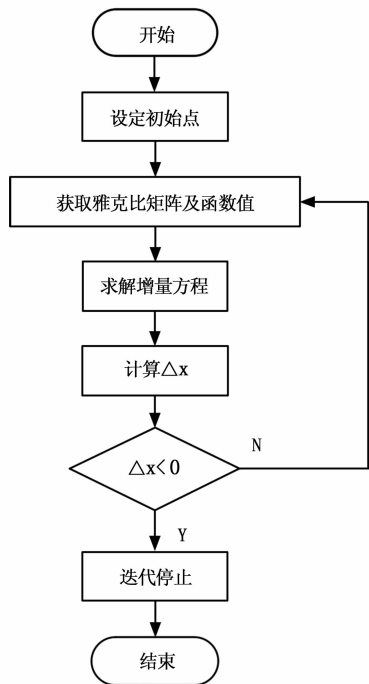 开始
设定初始点
获取雅克比矩阵及函数值
求解增量方程
计算△x
△x<0
N
Y
迭代停止
结束